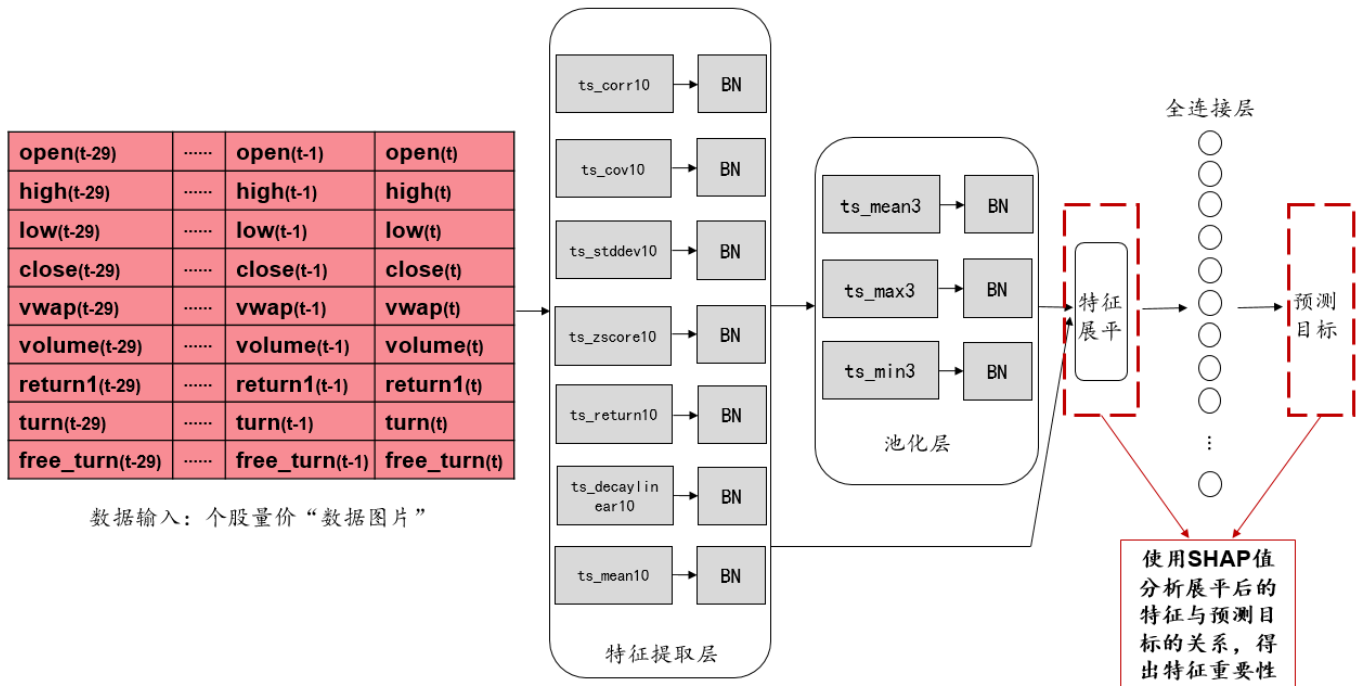 open(t-29) ...... open(t-1) open(t)
high(t-29) ...... high(t-1) high(t)
low(t-29) ...... low(t-1) low(t)
close(t-29) ...... close(t-1) close(t)
vwap(t-29) ...... vwap(t-1) vwap(t)
volume(t-29) ...... volume(t-1) volume(t)
return1(t-29) ...... return1(t-1) return1(t)
turn(t-29) ...... turn(t-1) turn(t)
free_turn(t-29) ...... free_turn(t-1) free_turn(t)
数据输入：个股量价“数据图片”
ts_corr10 BN
ts_cov10 BN
ts_stddev10 BN
ts_zscore10 BN
ts_return10 BN
ts_decaylin
ear10 BN
ts_mean10 BN
特征提取层
ts_mean3 BN
ts_max3 BN
ts_min3 BN
池化层
特征
展平
全连接层
⋮
预测
目标
使用SHAP值
分析展平后的
特征与预测目
标的关系，得
出特征重要性